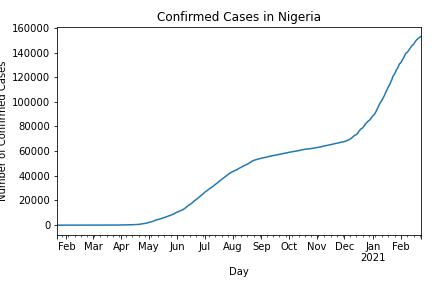 Confirmed Cases in Nigeria
160000
140000
120000
100000
80000
60000
40000
20000
0
Number of Confirmed Cases
Feb Mar Apr May Jun Jul Aug Sep Oct Nov Dec Jan Feb
2021
Day